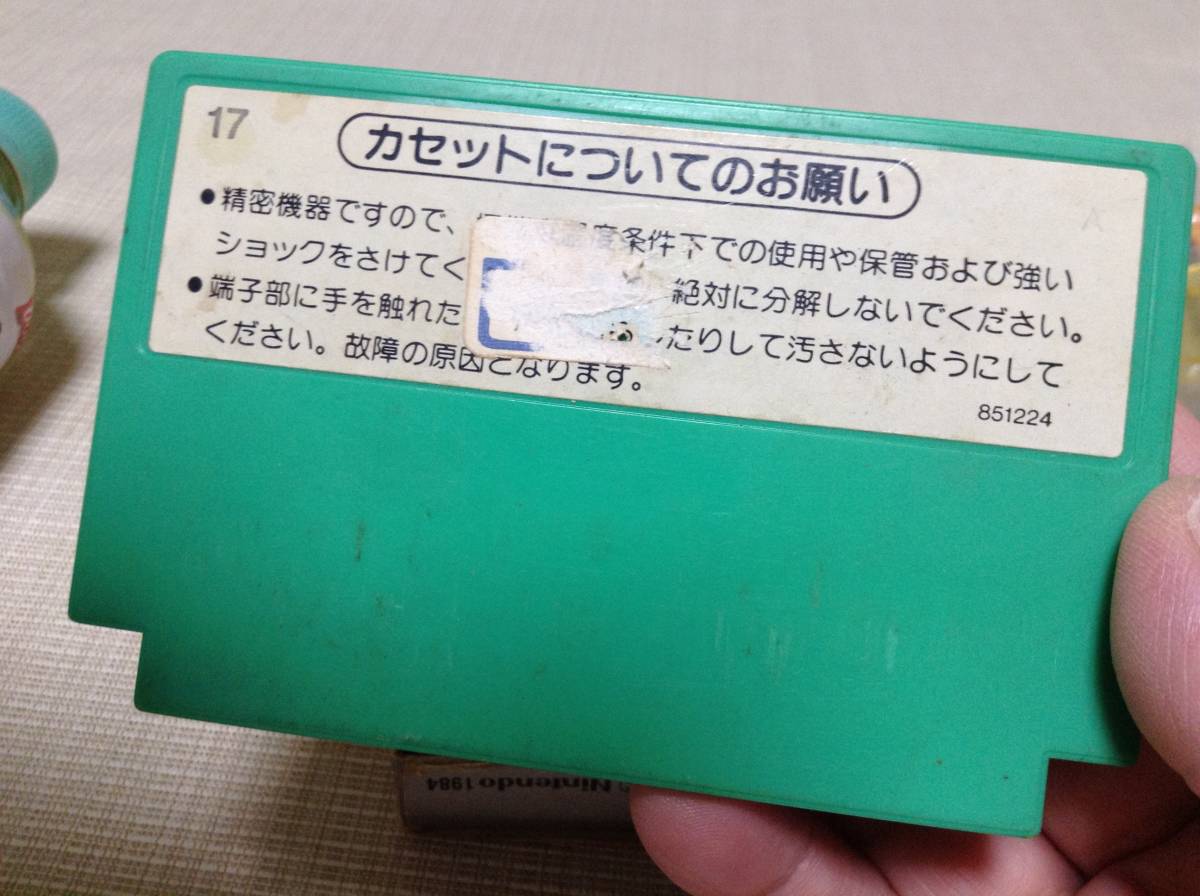 17
カセットについてのお願い
●精密機器ですので、度条件下での使用や保管および強い
ショックをさけてく 絶対に分解しないでください。
●端子部に手を触れた たりして汚さないようにして
ください。故障の原因となります。
851224
A
Nintendo 1984